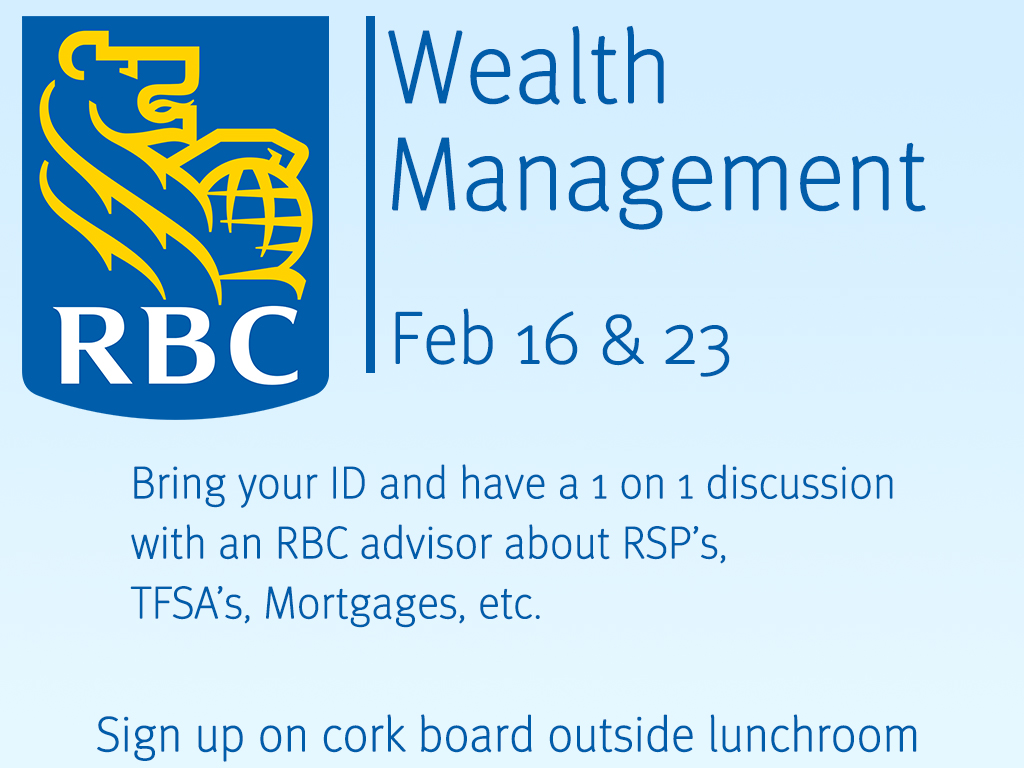 RBC
Wealth
Management
Feb 16 & 23
Bring your ID and have a 1 on 1 discussion
with an RBC advisor about RSP’s,
TFSA’s, Mortgages, etc.
Sign up on cork board outside lunchroom